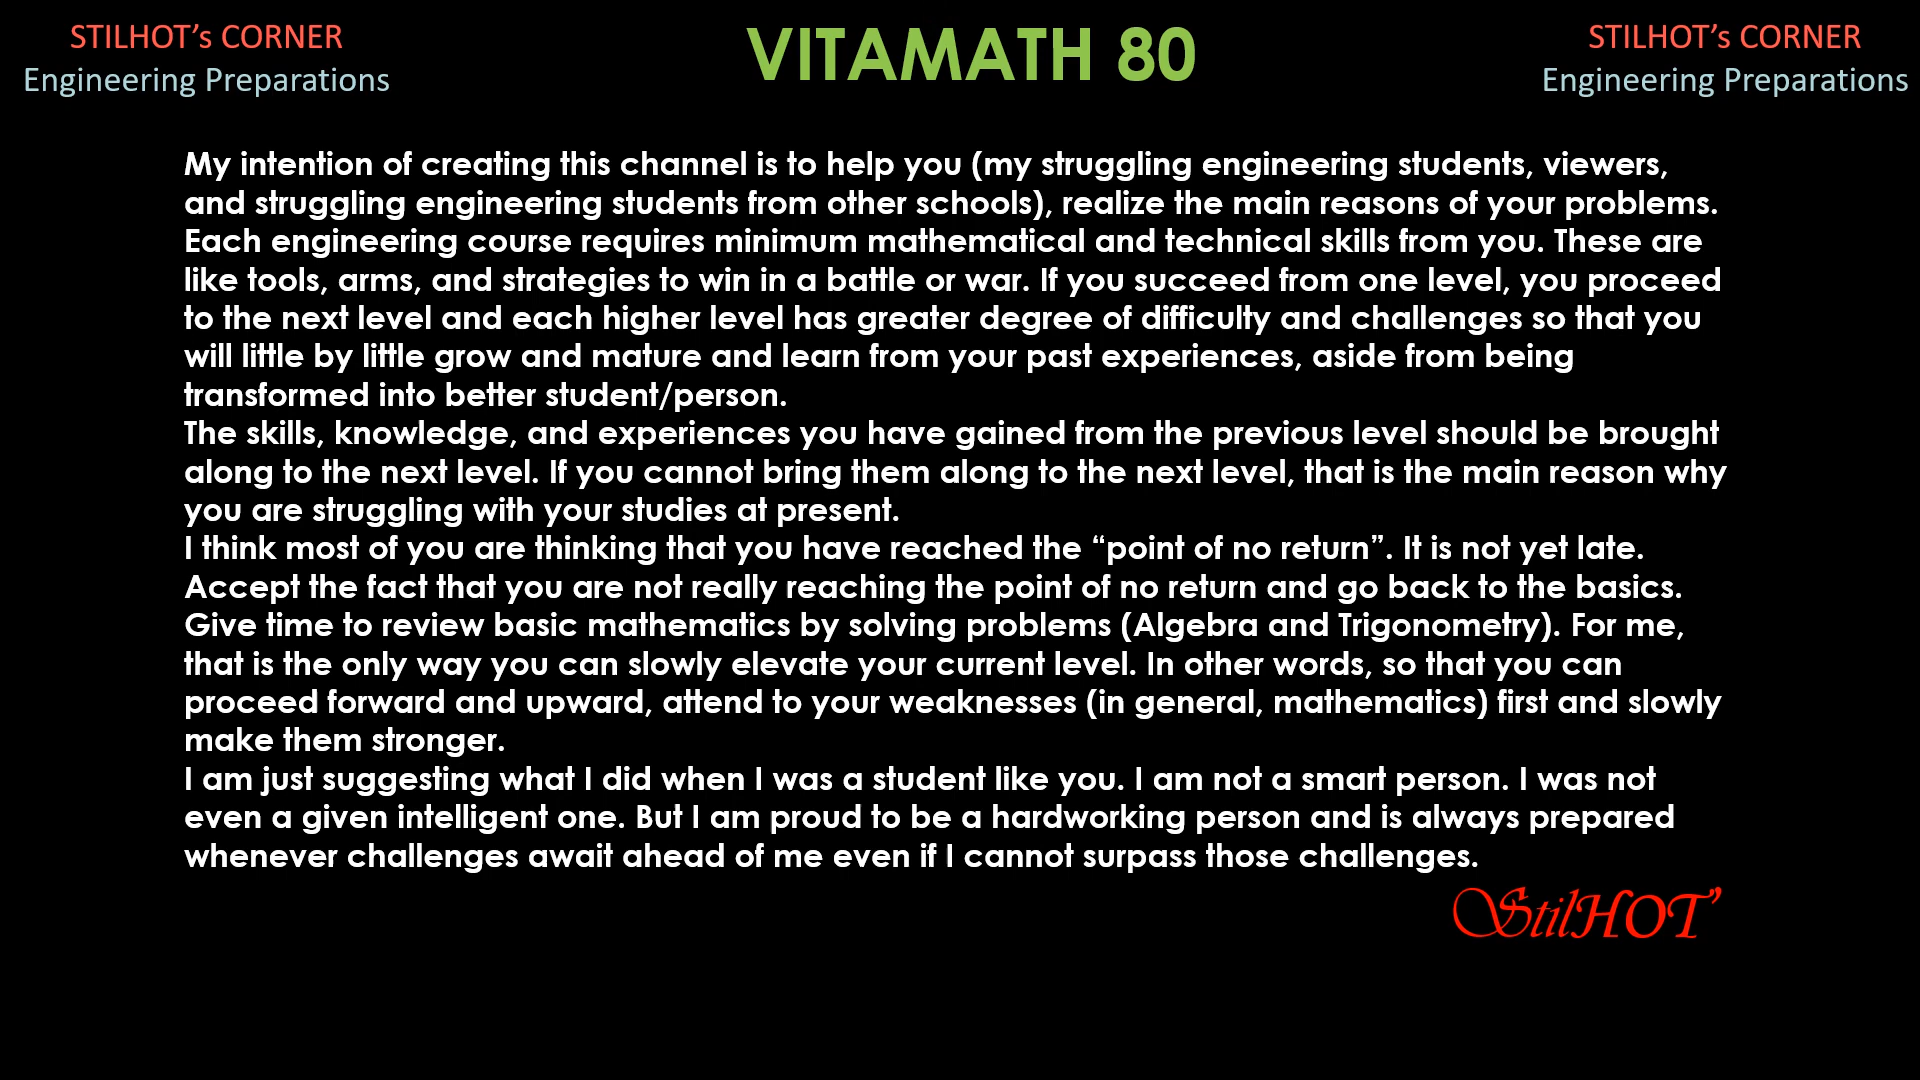 STILHOT’s CORNER
Engineering Preparations
VITAMATH 80
STILHOT’s CORNER
Engineering Preparations
My intention of creating this channel is to help you (my struggling engineering students, viewers,
and struggling engineering students from other schools), realize the main reasons of your problems.
Each engineering course requires minimum mathematical and technical skills from you. These are
like tools, arms, and strategies to win in a battle or war. If you succeed from one level, you proceed
to the next level and each higher level has greater degree of difficulty and challenges so that you
will little by little grow and mature and learn from your past experiences, aside from being
transformed into better student/person.
The skills, knowledge, and experiences you have gained from the previous level should be brought
along to the next level. If you cannot bring them along to the next level, that is the main reason why
you are struggling with your studies at present.
I think most of you are thinking that you have reached the “point of no return”. It is not yet late.
Accept the fact that you are not really reaching the point of no return and go back to the basics.
Give time to review basic mathematics by solving problems (Algebra and Trigonometry). For me,
that is the only way you can slowly elevate your current level. In other words, so that you can
proceed forward and upward, attend to your weaknesses (in general, mathematics) first and slowly
make them stronger.
I am just suggesting what I did when I was a student like you. I am not a smart person. I was not
even a given intelligent one. But I am proud to be a hardworking person and is always prepared
whenever challenges await ahead of me even if I cannot surpass those challenges.
StilHOT’